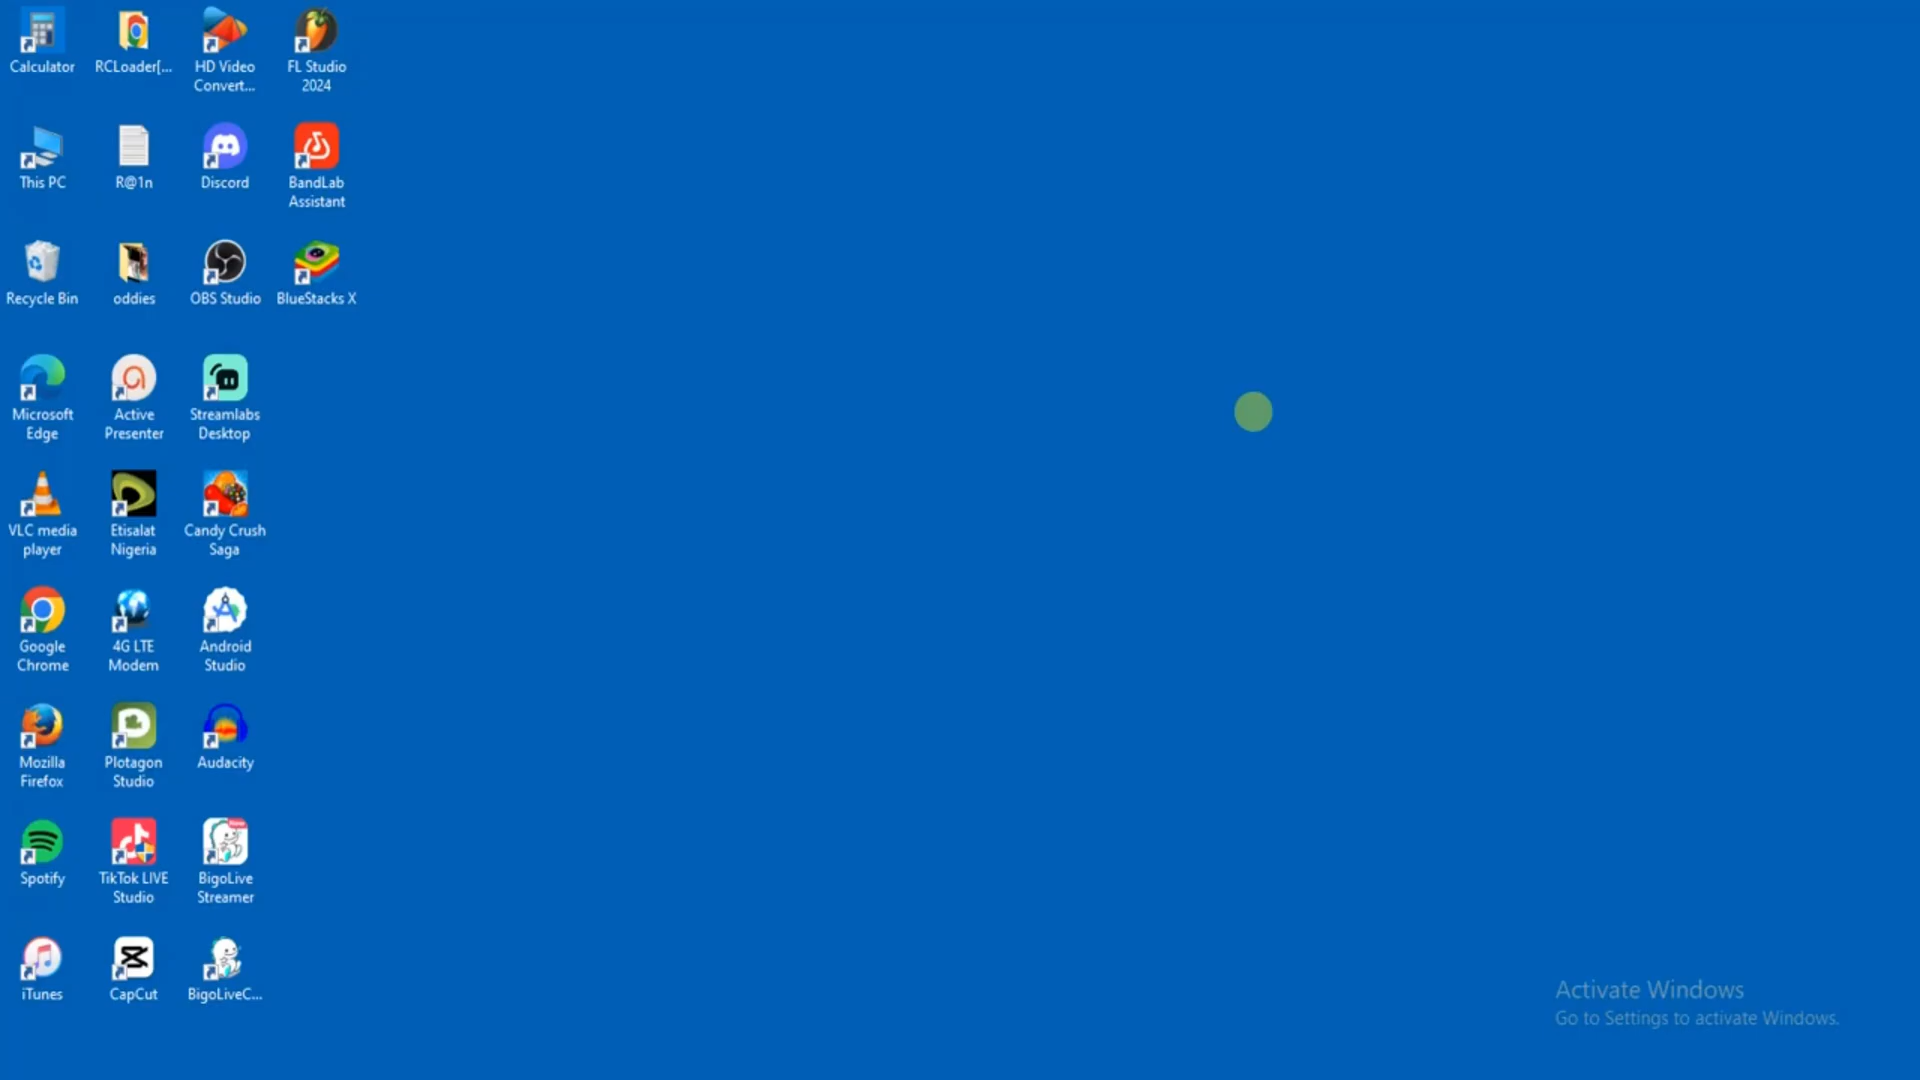 Calculator
RCLoader[...
HD Video
Convert...
FL Studio
2024
This PC
R@1n
Discord
BandLab
Assistant
Recycle Bin
oddies
OBS Studio
BlueStacks X
Microsoft
Edge
Active
Presenter
Streamlabs
Desktop
VLC media
player
Etisalat
Nigeria
Candy Crush
Saga
Google
Chrome
4G LTE
Modem
Android
Studio
Mozilla
Firefox
Plotagon
Studio
Audacity
Spotify
TikTok LIVE
Studio
BigoLive
Streamer
iTunes
CapCut
BigoLiveC...
Activate Windows
Go to Settings to activate Windows.